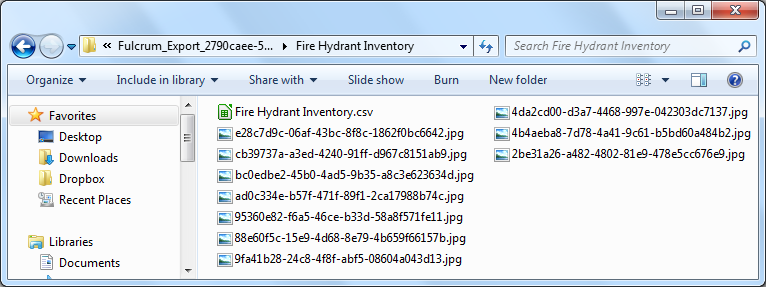 « Fulcrum_Export_2790caee-5... ▸ Fire Hydrant Inventory
Search Fire Hydrant Inventory
Organize Include in library Share with Slide show Burn New folder
Favorites
Desktop
Downloads
Dropbox
Recent Places
Libraries
Documents
Fire Hydrant Inventory.csv
e28c7d9c-06af-43bc-8f8c-1862f0bc6642.jpg
cb39737a-a3ed-4240-91ff-d967c8151ab9.jpg
bc0edbe2-45b0-4ad5-9b35-a8c3e623634d.jpg
ad0c334e-b57f-471f-89f1-2ca17988b74c.jpg
95360e82-f6a5-46ce-b33d-58a8f571fe11.jpg
88e60f5c-15e9-4d68-8e79-4b659f66157b.jpg
9fa41b28-24c8-4f8f-abf5-08604a043d13.jpg
4da2cd00-d3a7-4468-997e-042303dc7137.jpg
4b4aeba8-7d78-4a41-9c61-b5bd60a484b2.jpg
2be31a26-a482-4802-81e9-478e5cc676e9.jpg